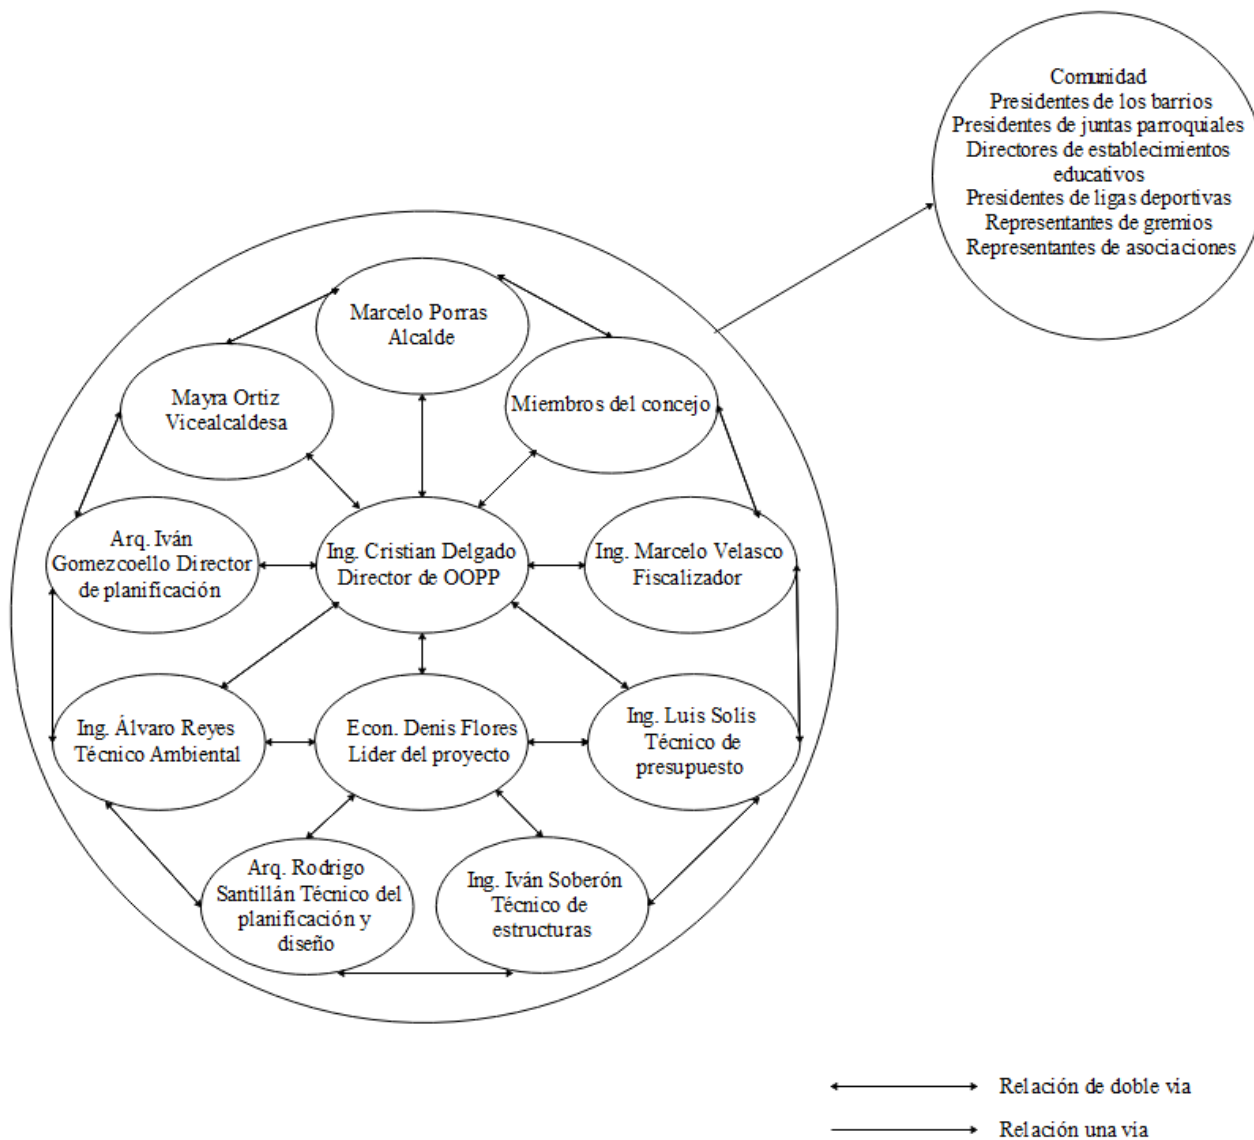 Comunidad
Presidentes de los barrios
Presidentes de juntas parroquiales
Directores de establecimientos
educativos
Presidentes de ligas deportivas
Representantes de gremios
Representantes de asociaciones
Marcelo Porras
Alcalde
Mayra Ortiz
Vicealcaldesa
Miembros del concejo
Arq. Iván
Gomezcoello Director
de planificación
Ing. Cristian Delgado
Director de OOPP
Ing. Marcelo Velasco
Fiscalizador
Ing. Álvaro Reyes
Técnico Ambiental
Econ. Denis Flores
Líder del proyecto
Ing. Luis Solís
Técnico de
presupuesto
Arq. Rodrigo
Santillán Técnico del
planificación y
diseño
Ing. Iván Soberón
Técnico de
estructuras
Relación de doble vía
Relación una via